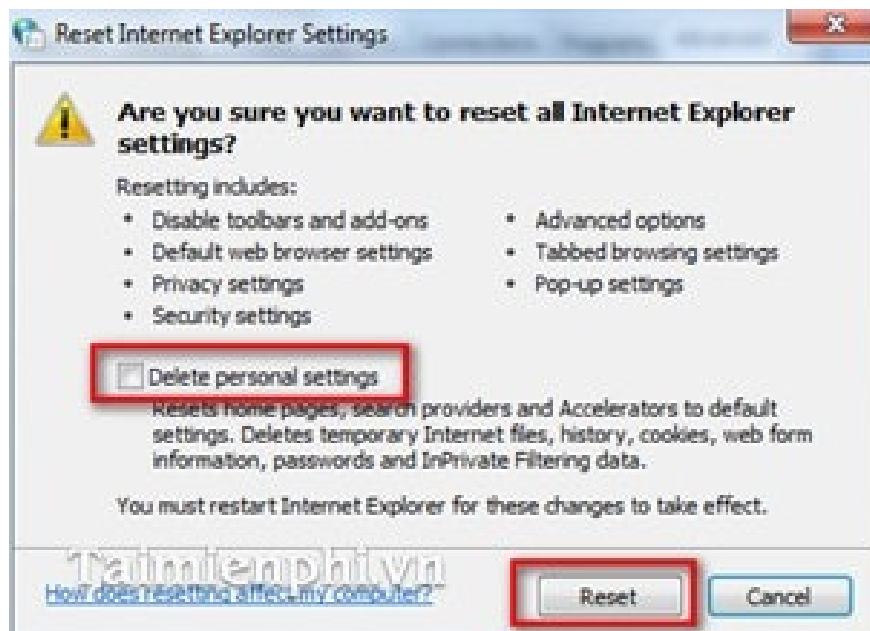 Reset Internet Explorer Settings
Are you sure you want to reset all Internet Explorer
settings?
Resetting includes:
• Disable toolbars and add-ons
• Default web browser settings
• Privacy settings
• Security settings
• Advanced options
• Tabbed browsing settings
• Pop-up settings
Delete personal settings
Resets home pages, search providers and Accelerators to default
settings. Deletes temporary Internet files, history, cookies, web form
information, passwords and InPrivate Filtering data.
You must restart Internet Explorer for these changes to take effect.
Taimienphi.vn
How does resetting affect my computer?
Reset
Cancel